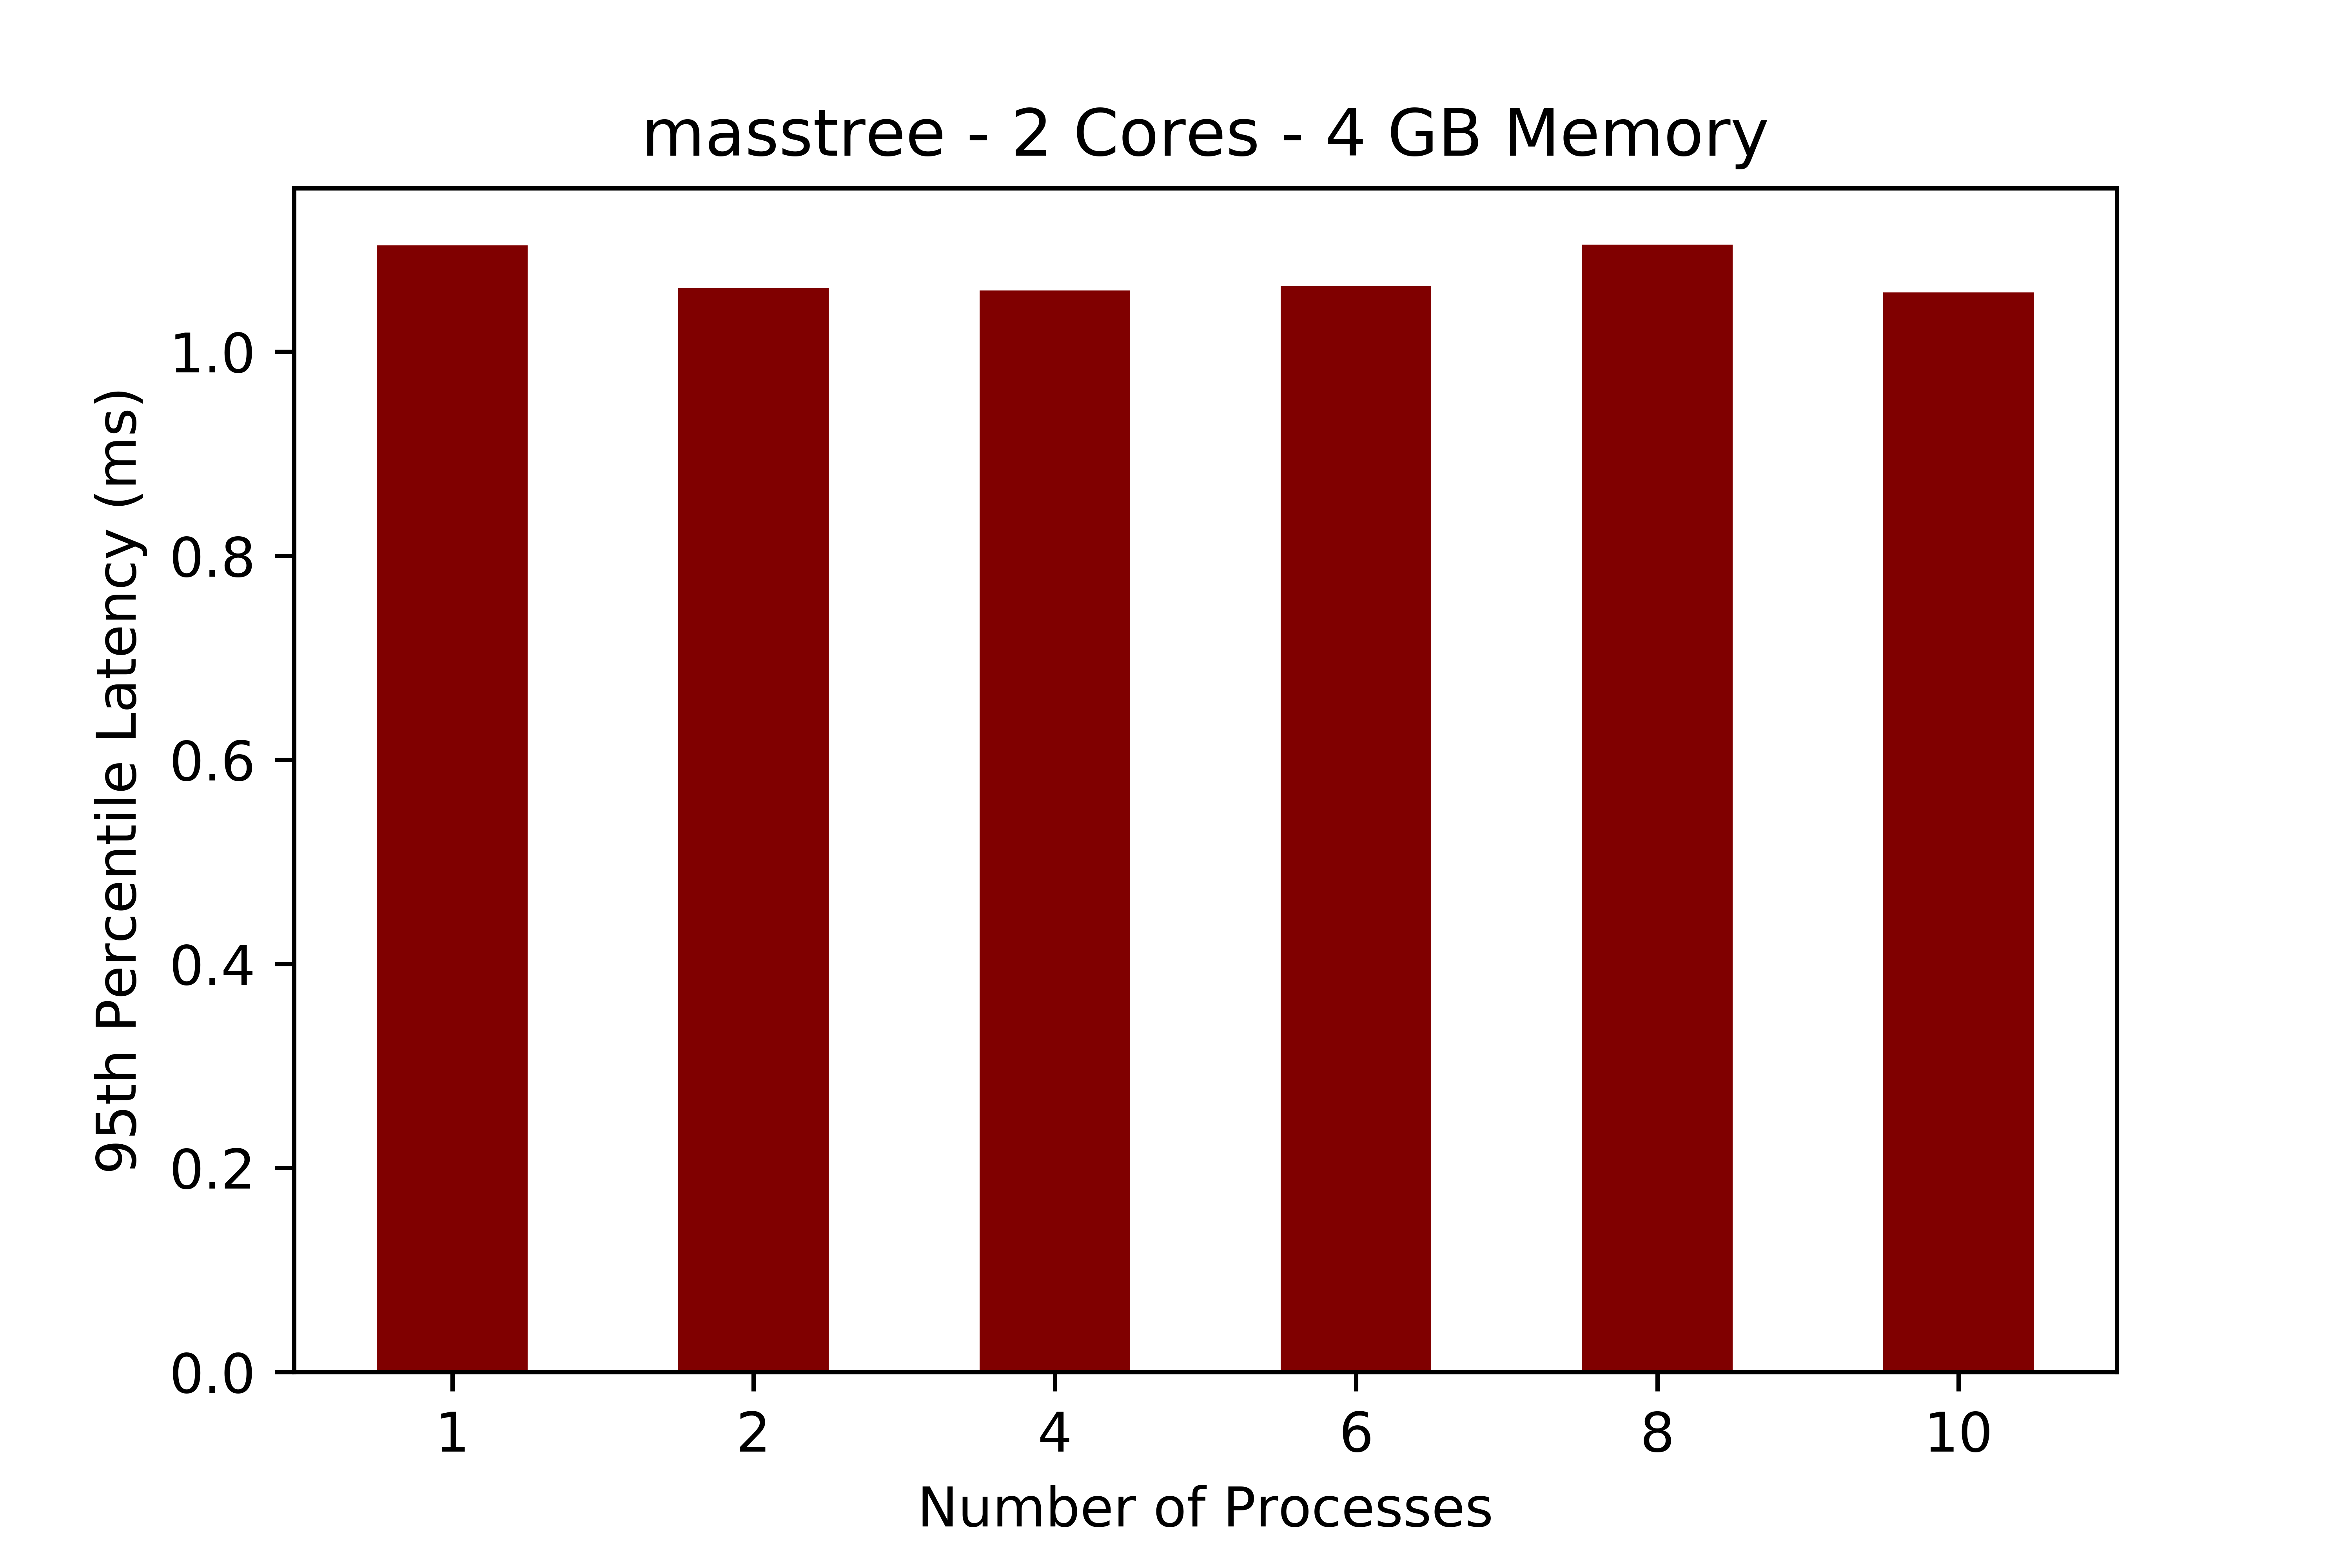 masstree - 2 Cores - 4 GB Memory
95th Percentile Latency (ms)
1.0
0.8
0.6
0.4
0.2
0.0
1 2 4 6 8 10
Number of Processes